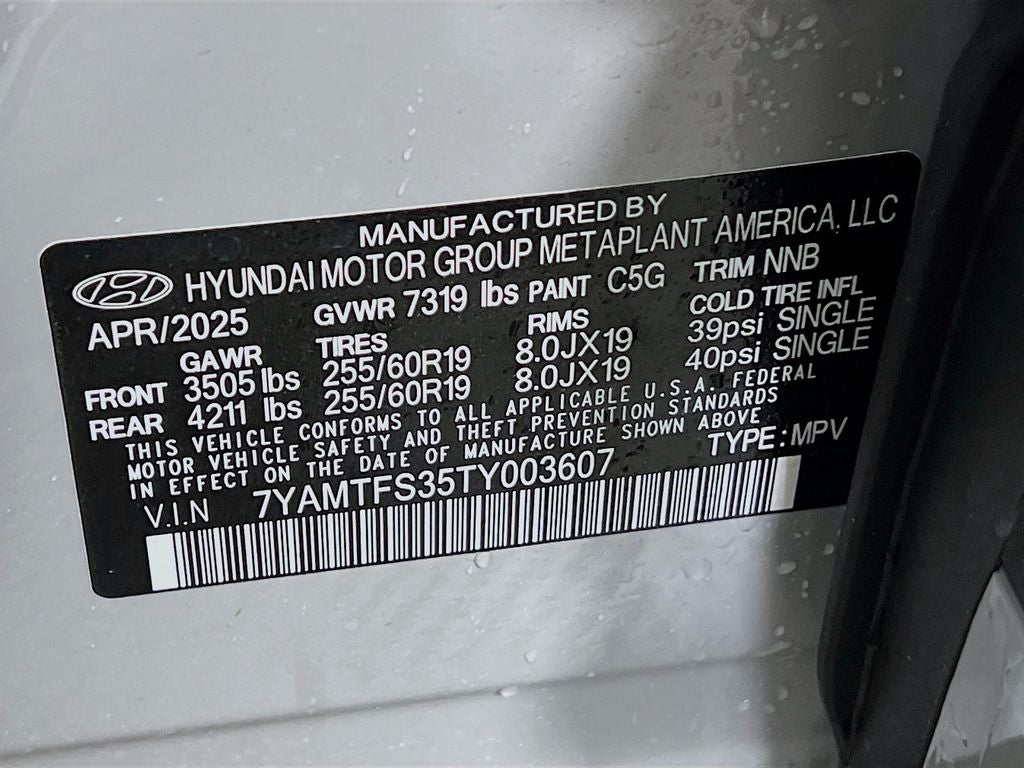 MANUFACTURED BY
HYUNDAI MOTOR GROUP METAPLANT AMERICA, LLC
APR/2025 GVWR 7319 lbs PAINT C5G TRIM NNB
GAWR TIRES RIMS COLD TIRE INFL
FRONT 3505 lbs 255/60R19 8.0JX19 39psi SINGLE
REAR 4211 lbs 255/60R19 8.0JX19 40psi SINGLE
THIS VEHICLE CONFORMS TO ALL APPLICABLE U.S.A. FEDERAL
MOTOR VEHICLE SAFETY AND THEFT PREVENTION STANDARDS
IN EFFECT ON THE DATE OF MANUFACTURE SHOWN ABOVE
V.I.N 7YAMTFS35TY003607 TYPE: MPV